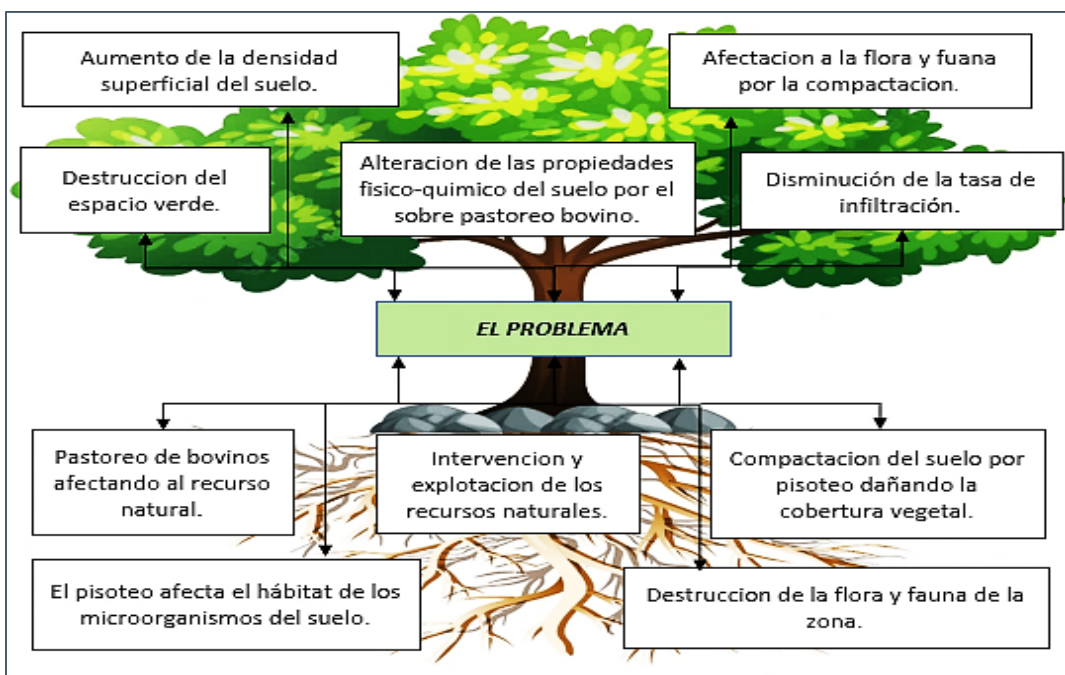 Aumento de la densidad
superficial del suelo.
Afectacion a la flora y fuana
por la compactacion.
Destruccion del
espacio verde.
Alteracion de las propiedades
fisico-quimico del suelo por el
sobre pastoreo bovino.
Disminución de la tasa de
infiltración.
EL PROBLEMA
Pastoreo de bovinos
afectando al recurso
natural.
Intervencion y
explotacion de los
recursos naturales.
Compactacion del suelo por
pisoteo dañando la
cobertura vegetal.
El pisoteo afecta el hábitat de los
microorganismos del suelo.
Destruccion de la flora y fauna de la
zona.